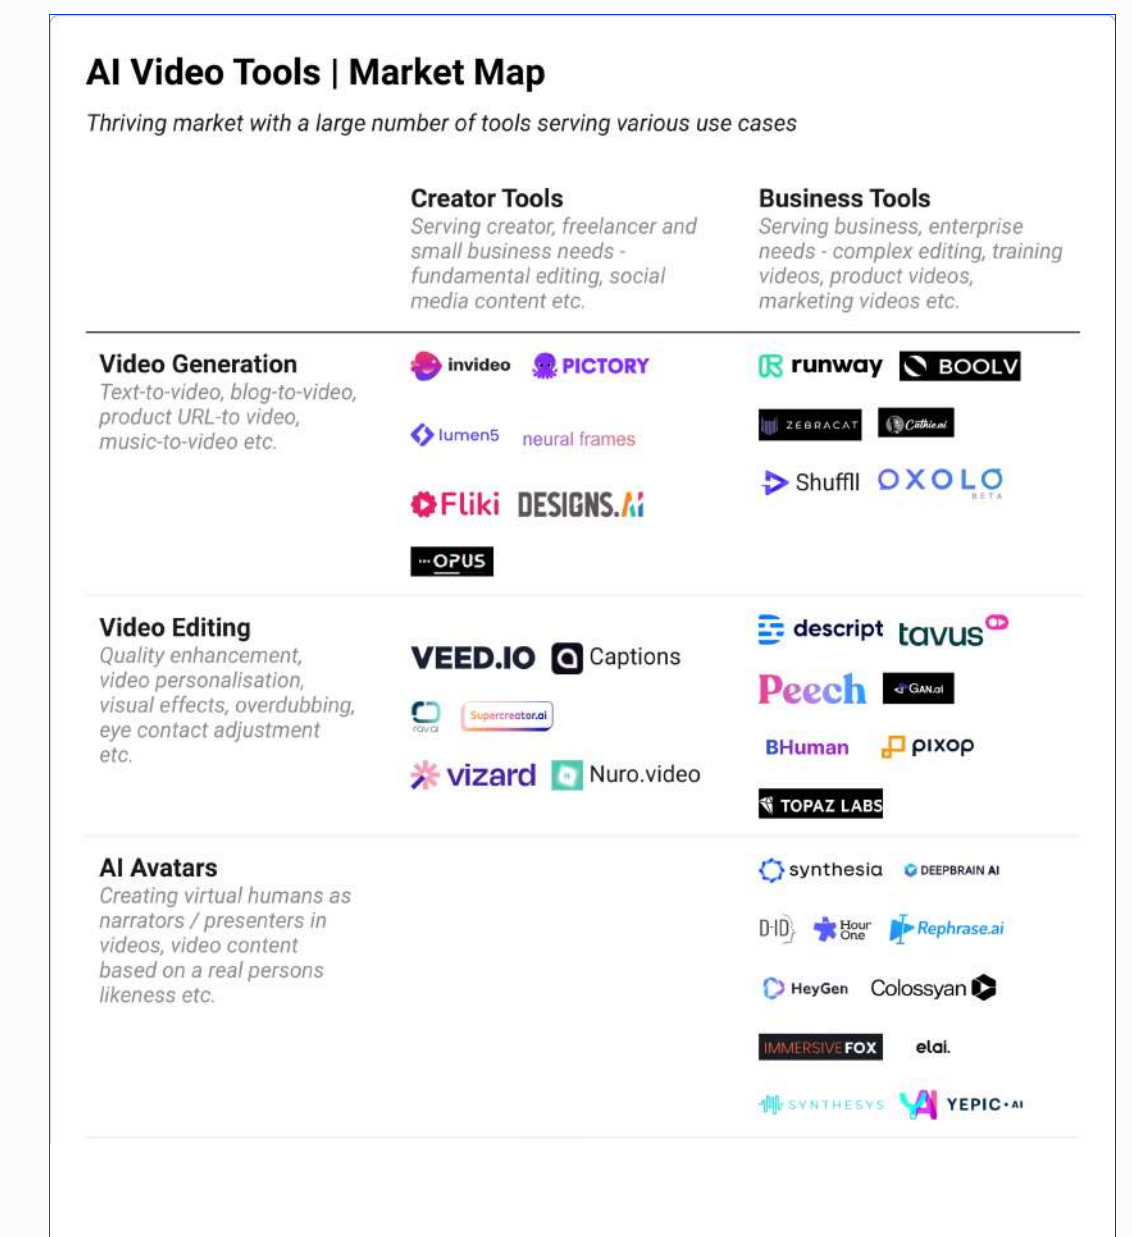 AI Video Tools | Market Map
Thriving market with a large number of tools serving various use cases
Creator Tools
Serving creator, freelancer and
small business needs -
fundamental editing, social
media content etc.
Business Tools
Serving business, enterprise
needs - complex editing, training
videos, product videos,
marketing videos etc.
Video Generation
Text-to-video, blog-to-video,
product URL-to video,
music-to-video etc.
invideo PICTORY
lumen5 neural frames
Fliki DESIGNS.Ai
OPUS
runway BOOLV
ZEBRACAT Cathie.ai
Shuffll OXOLO
BETA
Video Editing
Quality enhancement,
video personalisation,
visual effects, overdubbing,
eye contact adjustment
etc.
VEED.IO Captions
rav.ai Supercreator.ai
vizard Nuro.video
descript tavus
Peech GAN.ai
BHuman pixop
TOPAZ LABS
AI Avatars
Creating virtual humans as
narrators / presenters in
videos, video content
based on a real persons
likeness etc.
synthesia DEEPBRAIN AI
D-ID Hour One Rephrase.ai
HeyGen Colossyan
IMMERSIVEFOX elai.
SYNTHESYS YEPIC·AI